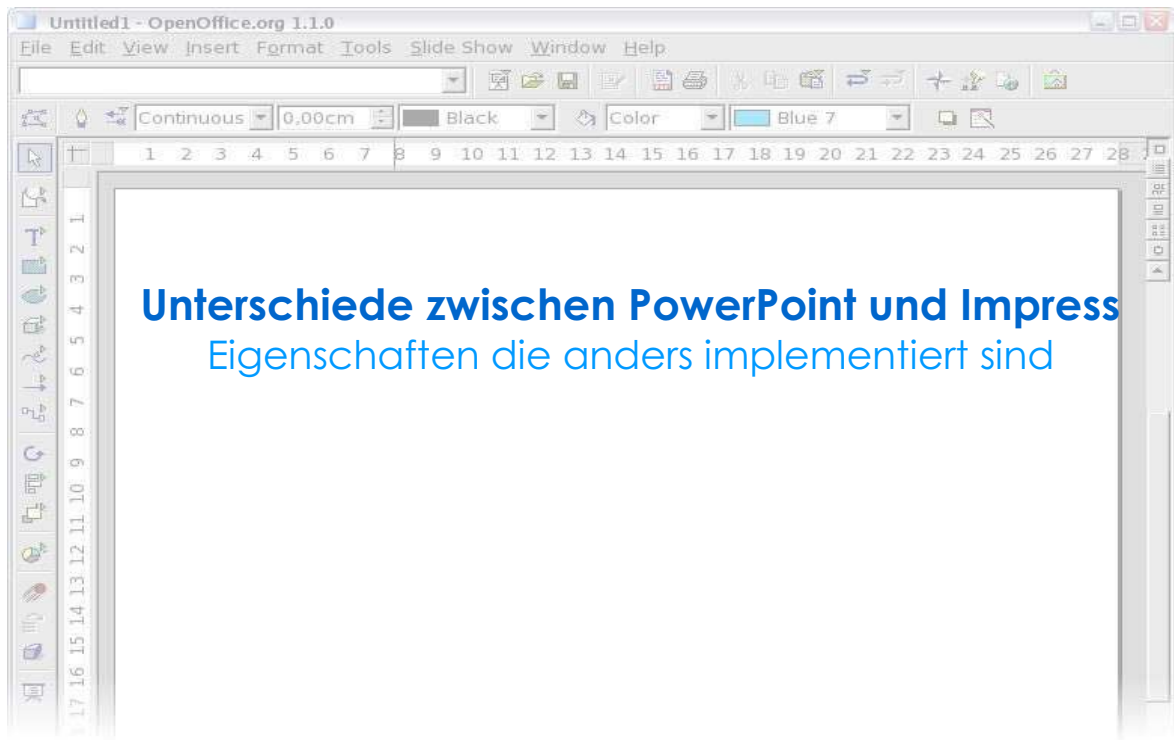 Untitled1 - OpenOffice.org 1.1.0
File Edit View Insert Format Tools Slide Show Window Help
Continuous 0,00cm Black Color Blue 7
1 2 3 4 5 6 7 8 9 10 11 12 13 14 15 16 17 18 19 20 21 22 23 24 25 26 27 28
Unterschiede zwischen PowerPoint und Impress
Eigenschaften die anders implementiert sind
1 2 3 4 5 6 7 8 9 10 11 12 13 14 15 16 17